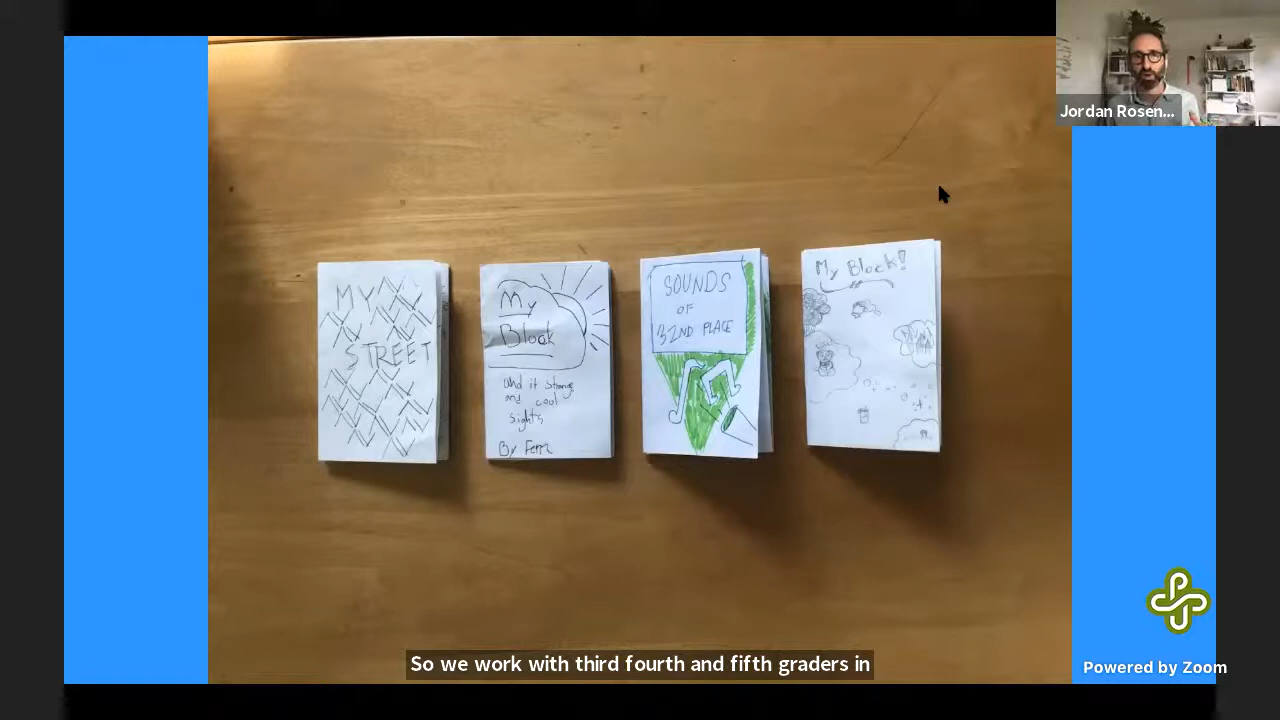 Jordan Rosen...
MY
STREET
My
Block
and it strange
and cool
sights
By Fern
SOUNDS
OF
32ND PLACE
My Block!
So we work with third fourth and fifth graders in
Powered by Zoom